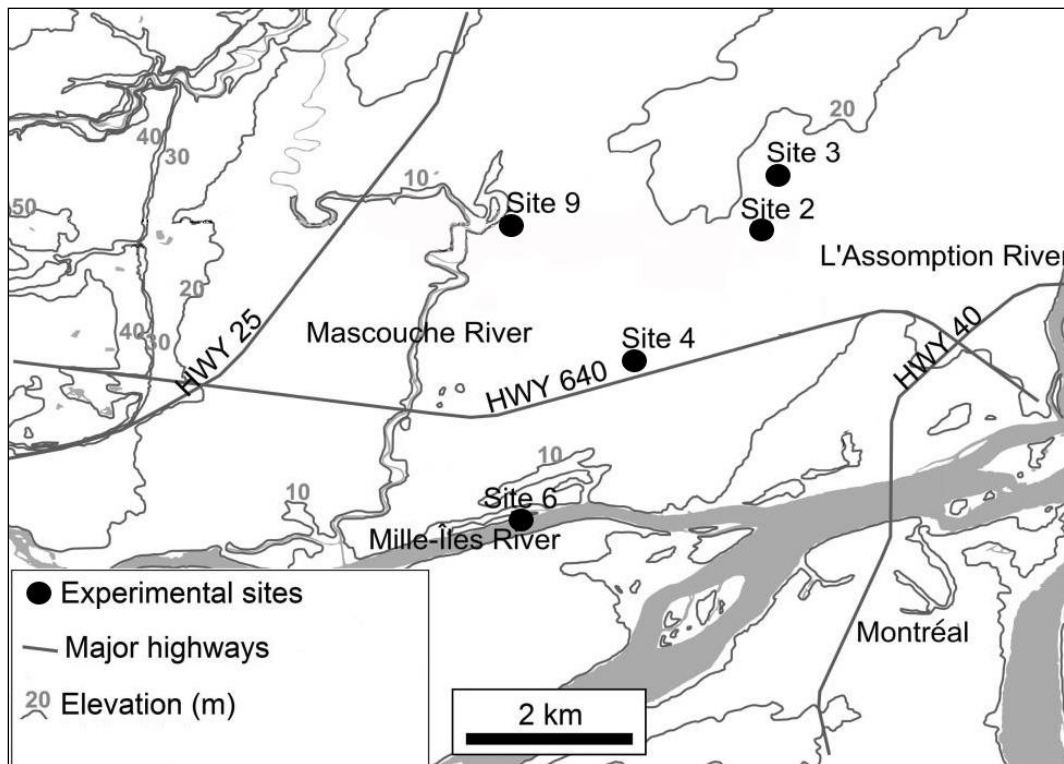 20
Site 3
40
30
10
Site 9
Site 2
50
L'Assomption River
20
HWY 25
Mascouche River
40
30
Site 4
HWY 40
HWY 640
10
10
Site 6
Mille-Îles River
Experimental sites
Major highways
Montréal
20 Elevation (m)
2 km